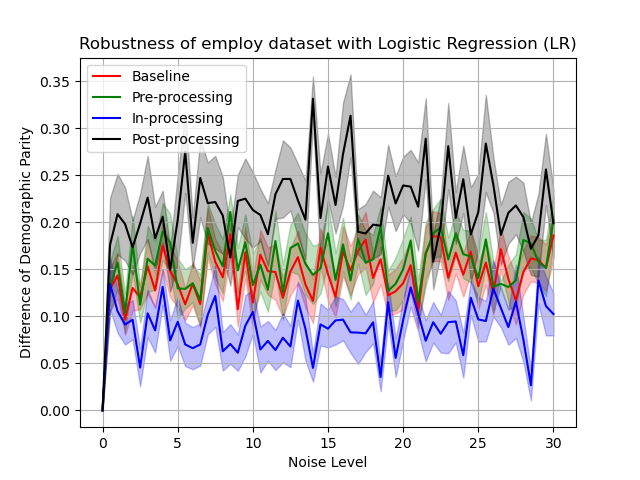 Robustness of employ dataset with Logistic Regression (LR)
Baseline
Pre-processing
In-processing
Post-processing
Difference of Demographic Parity
0.35
0.30
0.25
0.20
0.15
0.10
0.05
0.00
0 5 10 15 20 25 30
Noise Level